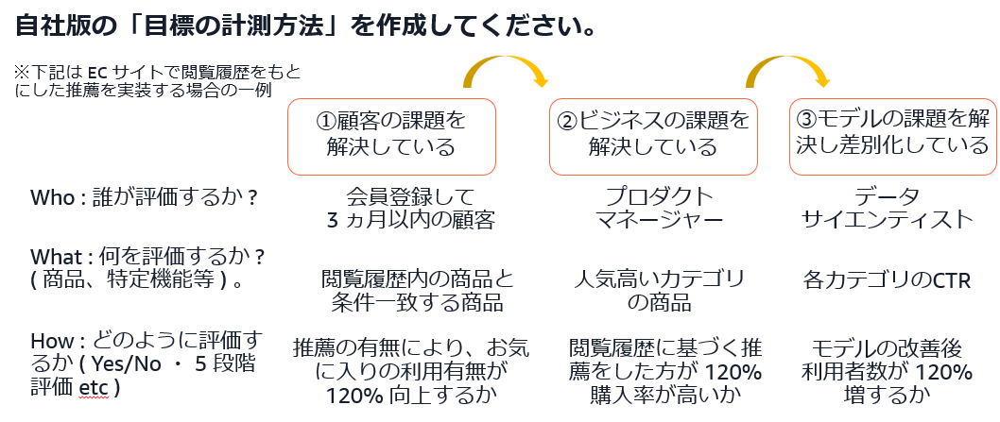 自社版の「目標の計測方法」を作成してください。
※下記は EC サイトで閲覧履歴をもと
にした推薦を実装する場合の一例
①顧客の課題を
解決している
②ビジネスの課題を
解決している
③モデルの課題を解
決し差別化している
Who : 誰が評価するか ?
会員登録して
3 ヵ月以内の顧客
プロダクト
マネージャー
データ
サイエンティスト
What : 何を評価するか ?
( 商品、特定機能等 ) 。
閲覧履歴内の商品と
条件一致する商品
人気高いカテゴリ
の商品
各カテゴリのCTR
How : どのように評価す
るか ( Yes/No ・ 5 段階
評価 etc )
推薦の有無により、お気
に入りの利用有無が
120% 向上するか
閲覧履歴に基づく推
薦をした方が 120%
購入率が高いか
モデルの改善後
利用者数が 120%
増するか